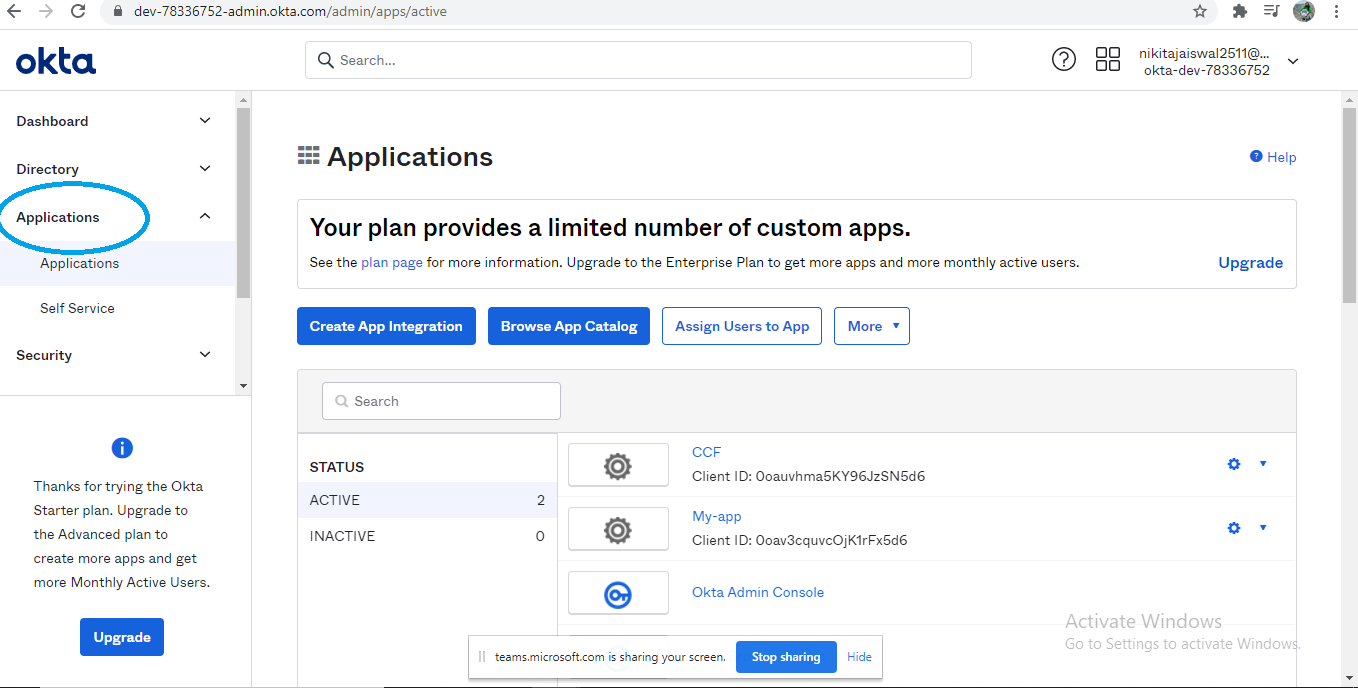 dev-78336752-admin.okta.com/admin/apps/active
okta
Search...
nikitajaiswal2511@...
okta-dev-78336752
Dashboard
Directory
Applications
Applications
Self Service
Security
Thanks for trying the Okta
Starter plan. Upgrade to
the Advanced plan to
create more apps and get
more Monthly Active Users.
Upgrade
Applications
Help
Your plan provides a limited number of custom apps.
See the plan page for more information. Upgrade to the Enterprise Plan to get more apps and more monthly active users.
Upgrade
Create App Integration
Browse App Catalog
Assign Users to App
More
Search
STATUS
ACTIVE 2
INACTIVE 0
CCF
Client ID: 0oauvhma5KY96JzSN5d6
My-app
Client ID: 0oav3cquvcOjK1rFx5d6
Okta Admin Console
Activate Windows
Go to Settings to activate Windows.
teams.microsoft.com is sharing your screen.
Stop sharing
Hide